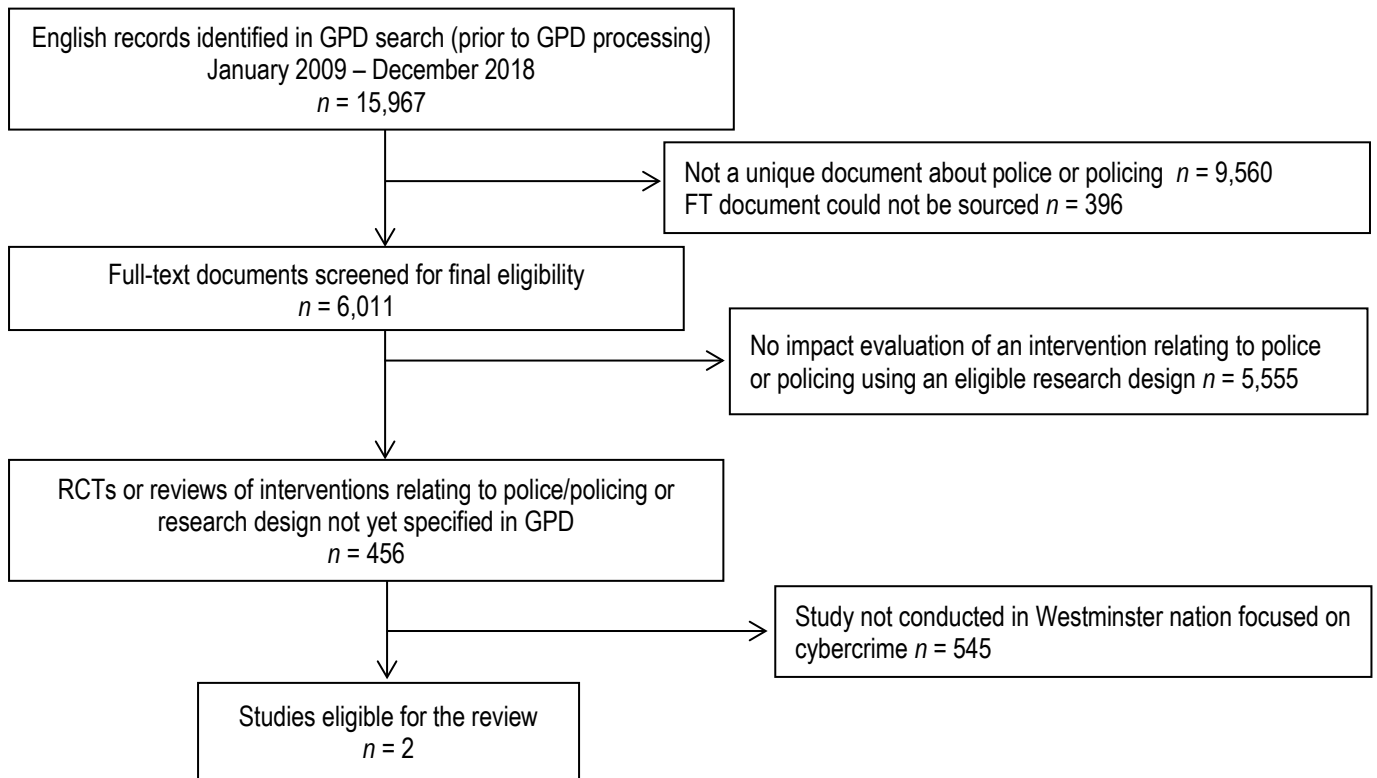 English records identified in GPD search (prior to GPD processing)
January 2009 – December 2018
n = 15,967
Not a unique document about police or policing n = 9,560
FT document could not be sourced n = 396
Full-text documents screened for final eligibility
n = 6,011
No impact evaluation of an intervention relating to police
or policing using an eligible research design n = 5,555
RCTs or reviews of interventions relating to police/policing or
research design not yet specified in GPD
n = 456
Study not conducted in Westminster nation focused on
cybercrime n = 545
Studies eligible for the review
n = 2